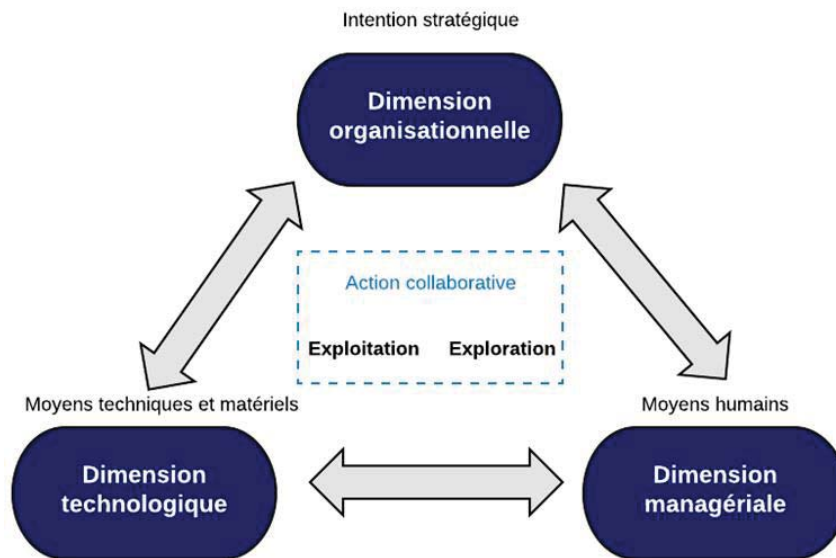 Intention stratégique
Dimension
organisationnelle
Action collaborative
Exploitation Exploration
Moyens techniques et matériels
Moyens humains
Dimension
technologique
Dimension
managériale